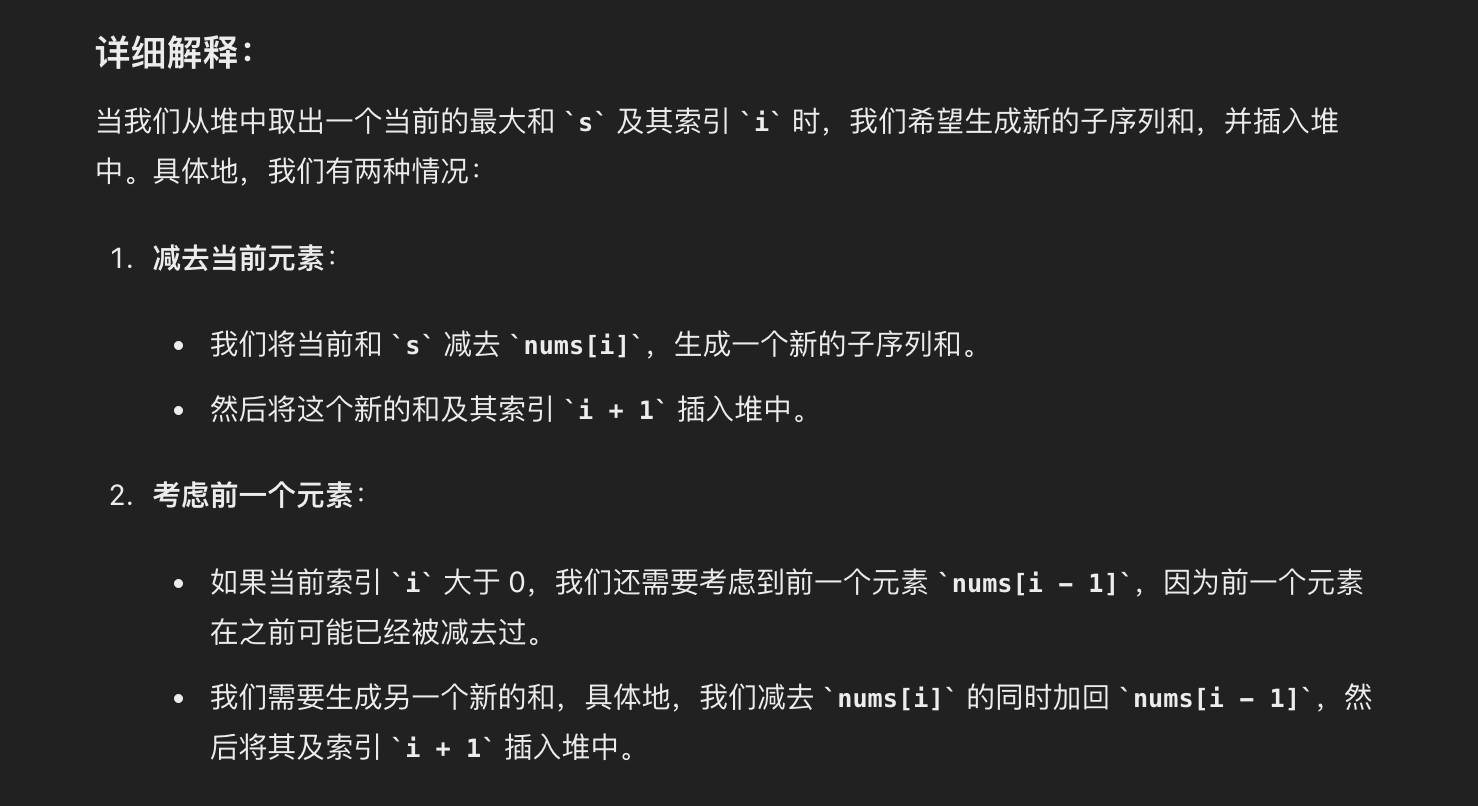 详细解释：
当我们从堆中取出一个当前的最大和 `s` 及其索引 `i` 时，我们希望生成新的子序列和，并插入堆
中。具体地，我们有两种情况：
1. 减去当前元素：
• 我们将当前和 `s` 减去 `nums[i]`，生成一个新的子序列和。
• 然后将这个新的和及其索引 `i + 1` 插入堆中。
2. 考虑前一个元素：
• 如果当前索引 `i` 大于 0，我们还需要考虑到前一个元素 `nums[i - 1]`，因为前一个元素
在之前可能已经被减去过。
• 我们需要生成另一个新的和，具体地，我们减去 `nums[i]` 的同时加回 `nums[i - 1]`，然
后将其及索引 `i + 1` 插入堆中。